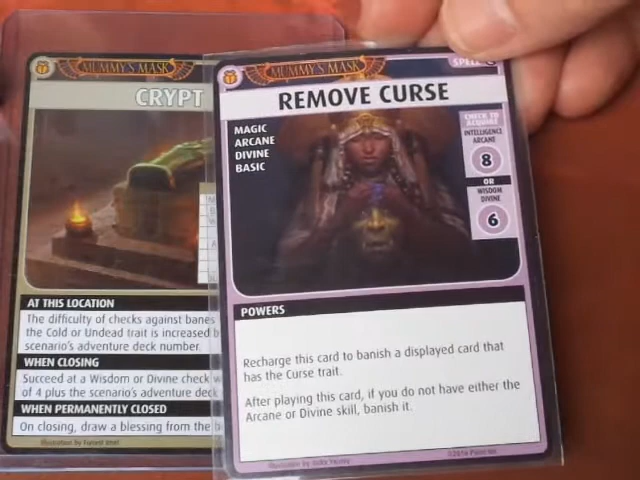 MUMMY'S MASK
CRYPT
AT THIS LOCATION
The difficulty of checks against banes
the Cold or Undead trait is increased b
scenario's adventure deck number.
WHEN CLOSING
Succeed at a Wisdom or Divine check w
of 4 plus the scenario's adventure deck
WHEN PERMANENTLY CLOSED
On closing, draw a blessing from the b
MUMMY'S MASK
SPELL
REMOVE CURSE
MAGIC
ARCANE
DIVINE
BASIC
CHECK TO
ACQUIRE
INTELLIGENCE
ARCANE
8
OR
WISDOM
DIVINE
6
POWERS
Recharge this card to banish a displayed card that
has the Curse trait.
After playing this card, if you do not have either the
Arcane or Divine skill, banish it.